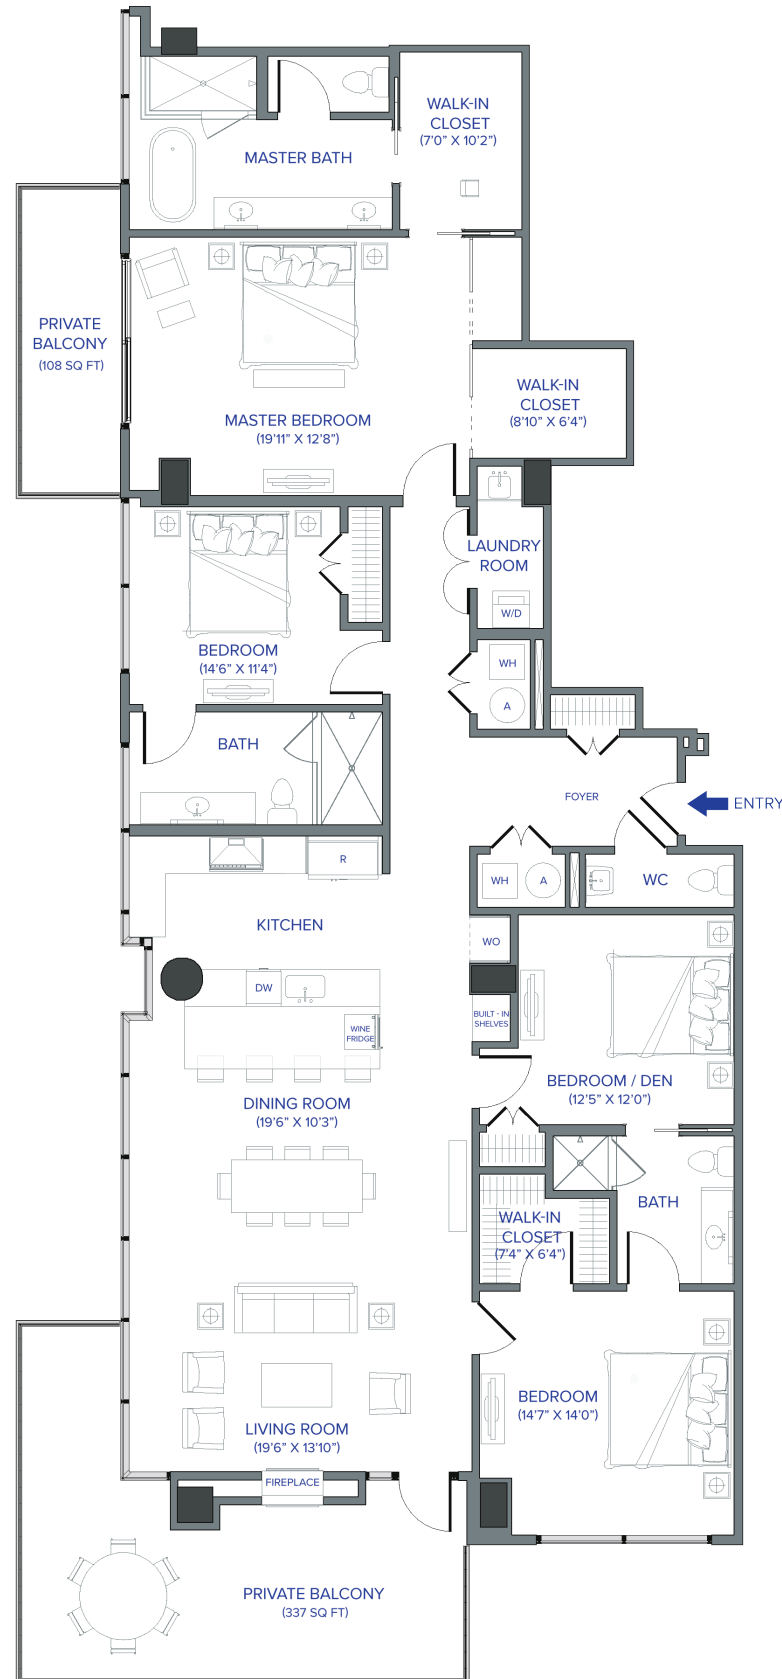 WALK-IN
CLOSET
(7'0” X 10'2”)
MASTER BATH
PRIVATE
BALCONY
(108 SQ FT)
WALK-IN
CLOSET
(8'10” X 6'4”)
MASTER BEDROOM
(19'11” X 12'8”)
LAUNDRY
ROOM
W/D
BEDROOM
(14'6” X 11'4”)
WH
A
BATH
FOYER
ENTRY
R
WH
A
WC
KITCHEN
WO
DW
BUILT - IN
SHELVES
WINE
FRIDGE
BEDROOM / DEN
(12'5” X 12'0”)
DINING ROOM
(19'6” X 10'3”)
BATH
WALK-IN
CLOSET
(7'4” X 6'4”)
BEDROOM
(14'7” X 14'0”)
LIVING ROOM
(19'6” X 13'10”)
FIREPLACE
PRIVATE BALCONY
(337 SQ FT)